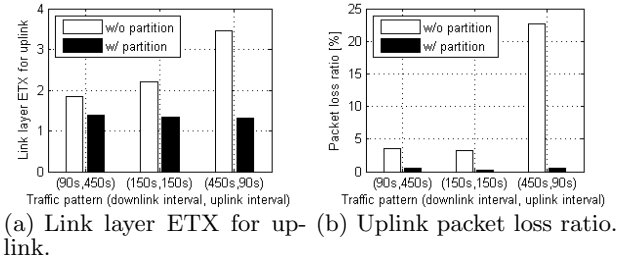 Link layer ETX for uplink
4
3
2
1
0
w/o partition
w/ partition
(90s,450s) (150s,150s) (450s,90s)
Traffic pattern (downlink interval, uplink interval)
(a) Link layer ETX for up-
link.
Packet loss ratio [%]
25
20
15
10
5
0
w/o partition
w/ partition
(90s,450s) (150s,150s) (450s,90s)
Traffic pattern (downlink interval, uplink interval)
(b) Uplink packet loss ratio.